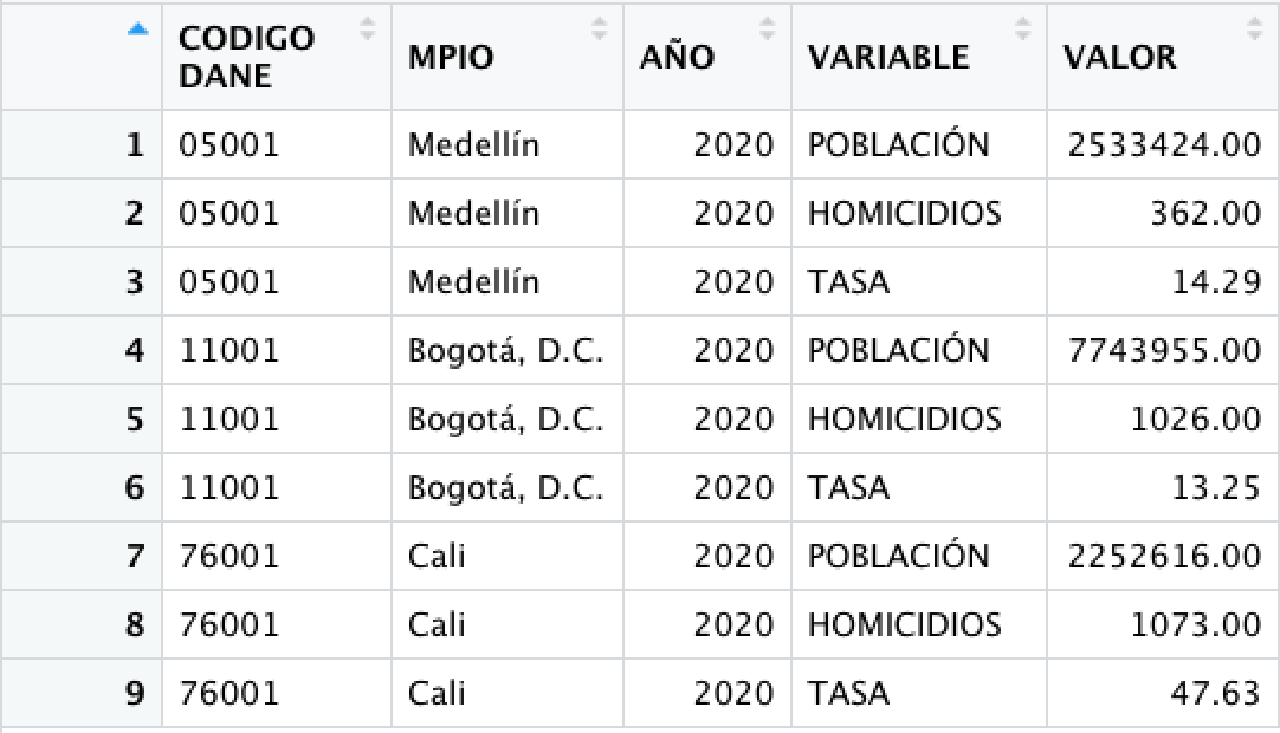 CODIGO DANE MPIO AÑO VARIABLE VALOR
1 05001 Medellín 2020 POBLACIÓN 2533424.00
2 05001 Medellín 2020 HOMICIDIOS 362.00
3 05001 Medellín 2020 TASA 14.29
4 11001 Bogotá, D.C. 2020 POBLACIÓN 7743955.00
5 11001 Bogotá, D.C. 2020 HOMICIDIOS 1026.00
6 11001 Bogotá, D.C. 2020 TASA 13.25
7 76001 Cali 2020 POBLACIÓN 2252616.00
8 76001 Cali 2020 HOMICIDIOS 1073.00
9 76001 Cali 2020 TASA 47.63